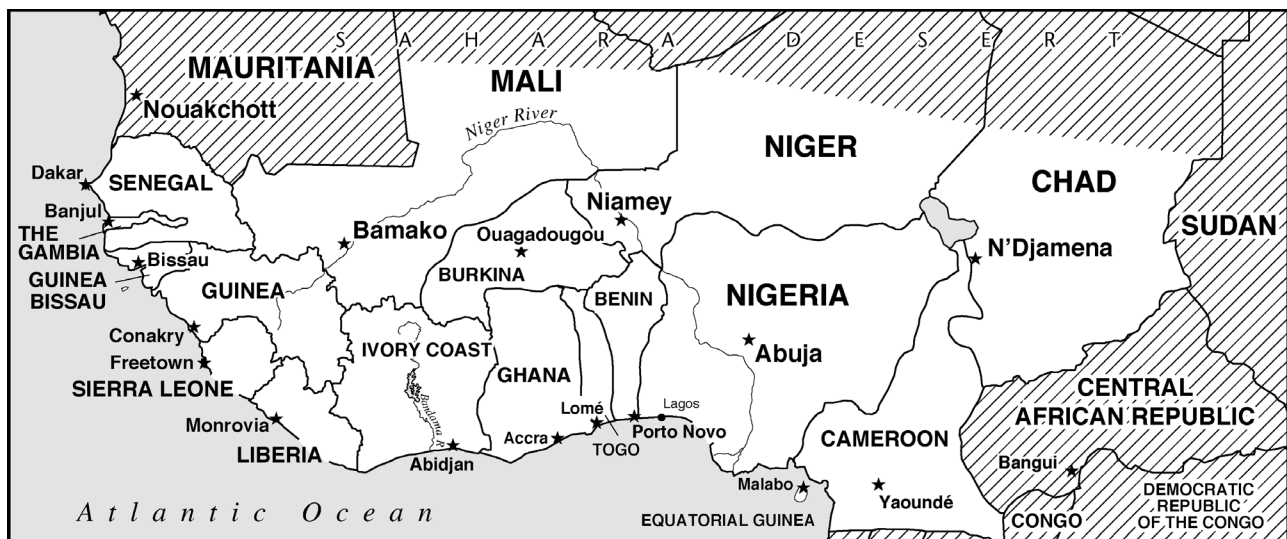 SAHARA DESERT
MAURITANIA
MALI
Nouakchott
Niger River
NIGER
CHAD
Dakar
SENEGAL
SUDAN
Banjul
THE
GAMBIA
Niamey
Bamako
Ouagadougou
N'Djamena
Bissau
GUINEA
BISSAU
BURKINA
GUINEA
BENIN
NIGERIA
Conakry
IVORY COAST
Abuja
Freetown
GHANA
SIERRA LEONE
CENTRAL
AFRICAN REPUBLIC
Bandama R.
Lomé
Lagos
Monrovia
Porto Novo
LIBERIA
Accra
TOGO
CAMEROON
Abidjan
Bangui
Malabo
Yaoundé
DEMOCRATIC
REPUBLIC
OF THE CONGO
Atlantic Ocean
EQUATORIAL GUINEA
CONGO